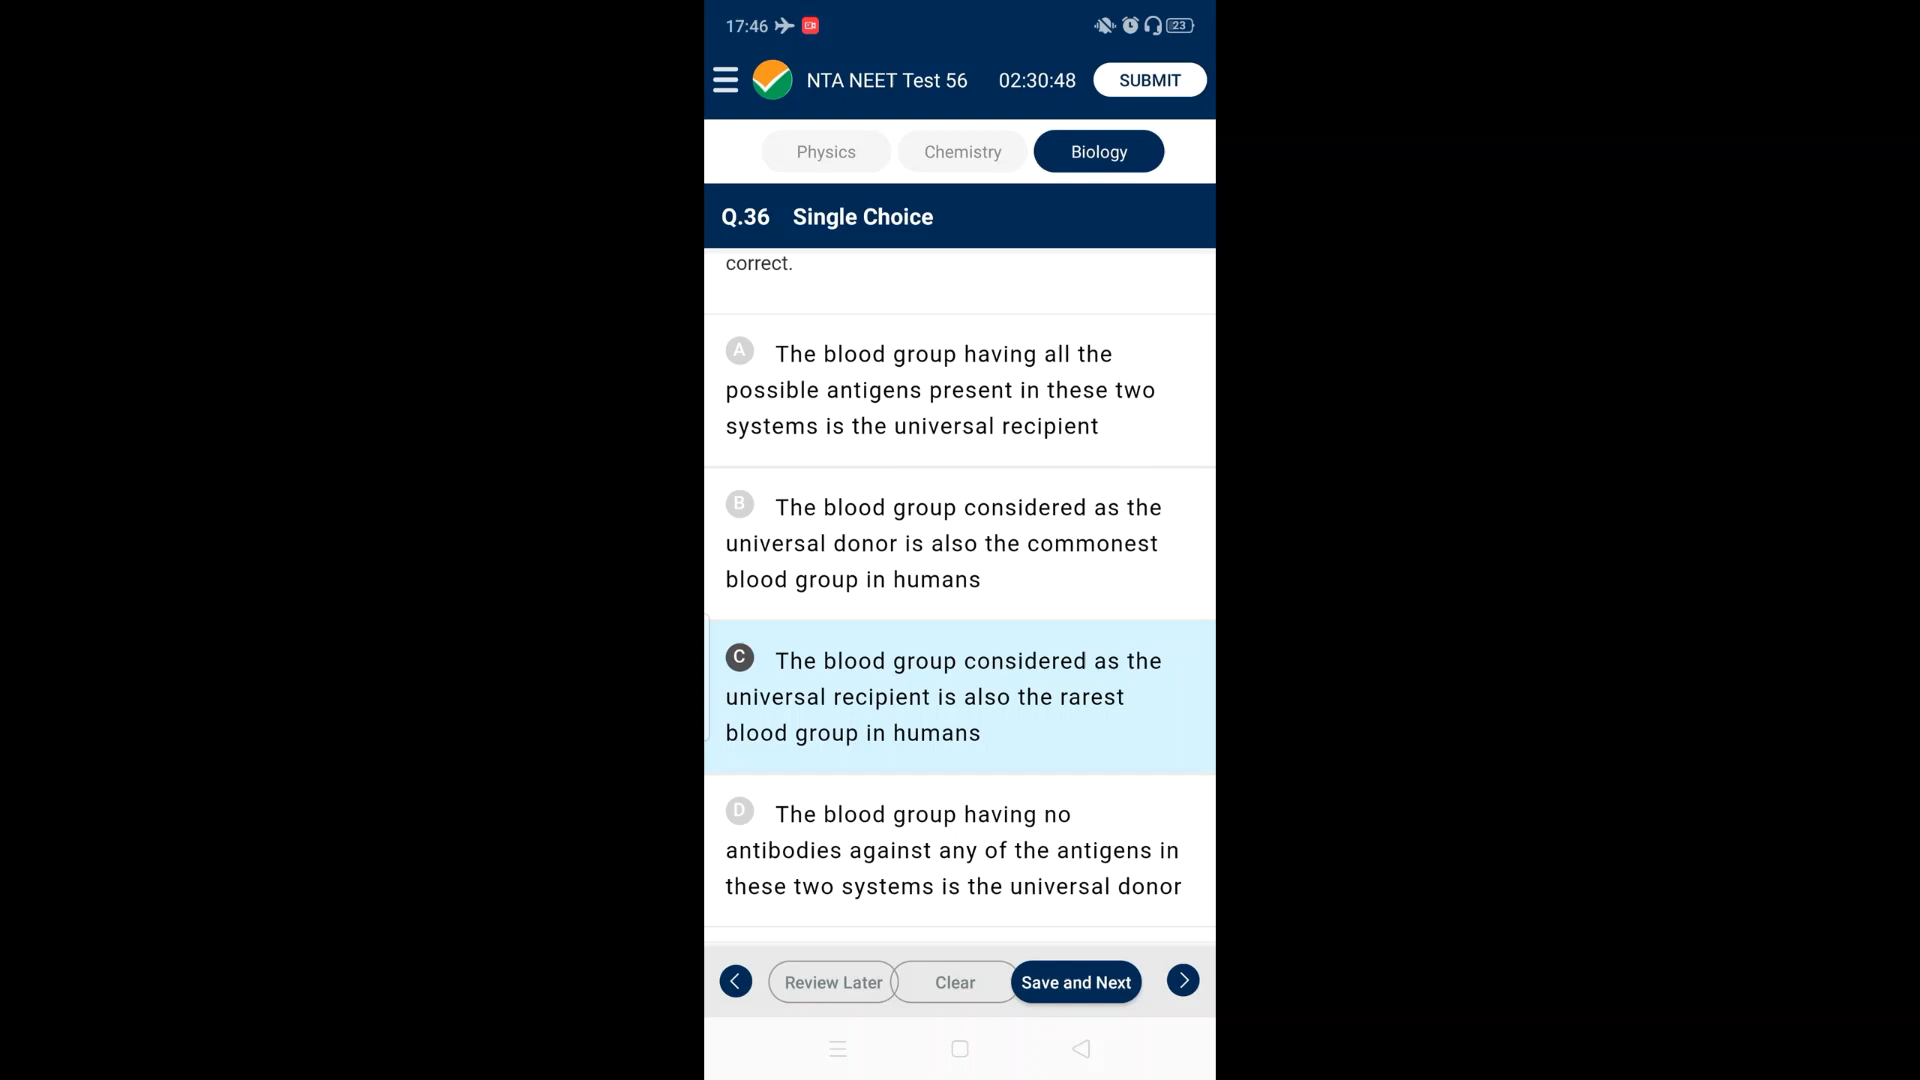 17:46 23
NTA NEET Test 56 02:30:48 SUBMIT
Physics Chemistry Biology
Q.36 Single Choice
correct.
A The blood group having all the
possible antigens present in these two
systems is the universal recipient
B The blood group considered as the
universal donor is also the commonest
blood group in humans
C The blood group considered as the
universal recipient is also the rarest
blood group in humans
D The blood group having no
antibodies against any of the antigens in
these two systems is the universal donor
Review Later Clear Save and Next